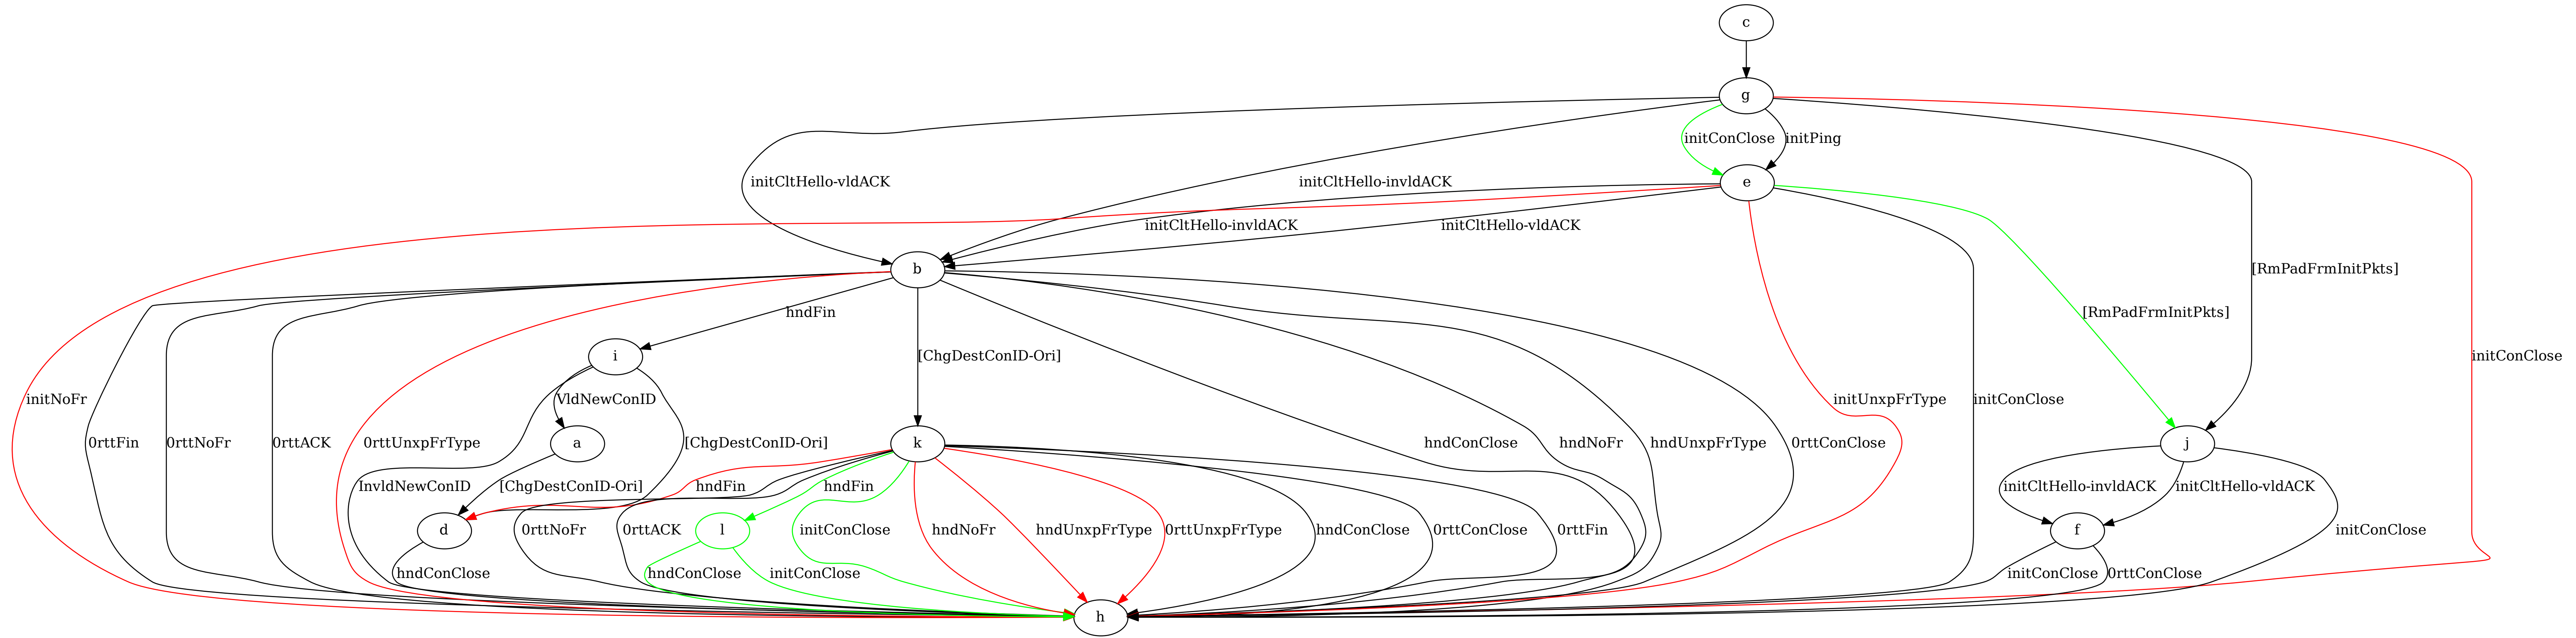 c
g
initConClose
initPing
initCltHello-vldACK
initCltHello-invldACK
e
initCltHello-invldACK
initCltHello-vldACK
b
[RmPadFrmInitPkts]
hndFin
[RmPadFrmInitPkts]
i
[ChgDestConID-Ori]
initConClose
initNoFr
VldNewConID
initUnxpFrType
initConClose
0rttFin
0rttNoFr
0rttACK
0rttUnxpFrType
a
[ChgDestConID-Ori]
k
hndConClose
hndNoFr
hndUnxpFrType
0rttConClose
j
InvldNewConID
[ChgDestConID-Ori]
hndFin
hndFin
initCltHello-invldACK
initCltHello-vldACK
d
0rttNoFr
0rttACK
l
initConClose
hndNoFr
hndUnxpFrType
0rttUnxpFrType
hndConClose
0rttConClose
0rttFin
f
initConClose
hndConClose
hndConClose
initConClose
initConClose
0rttConClose
h